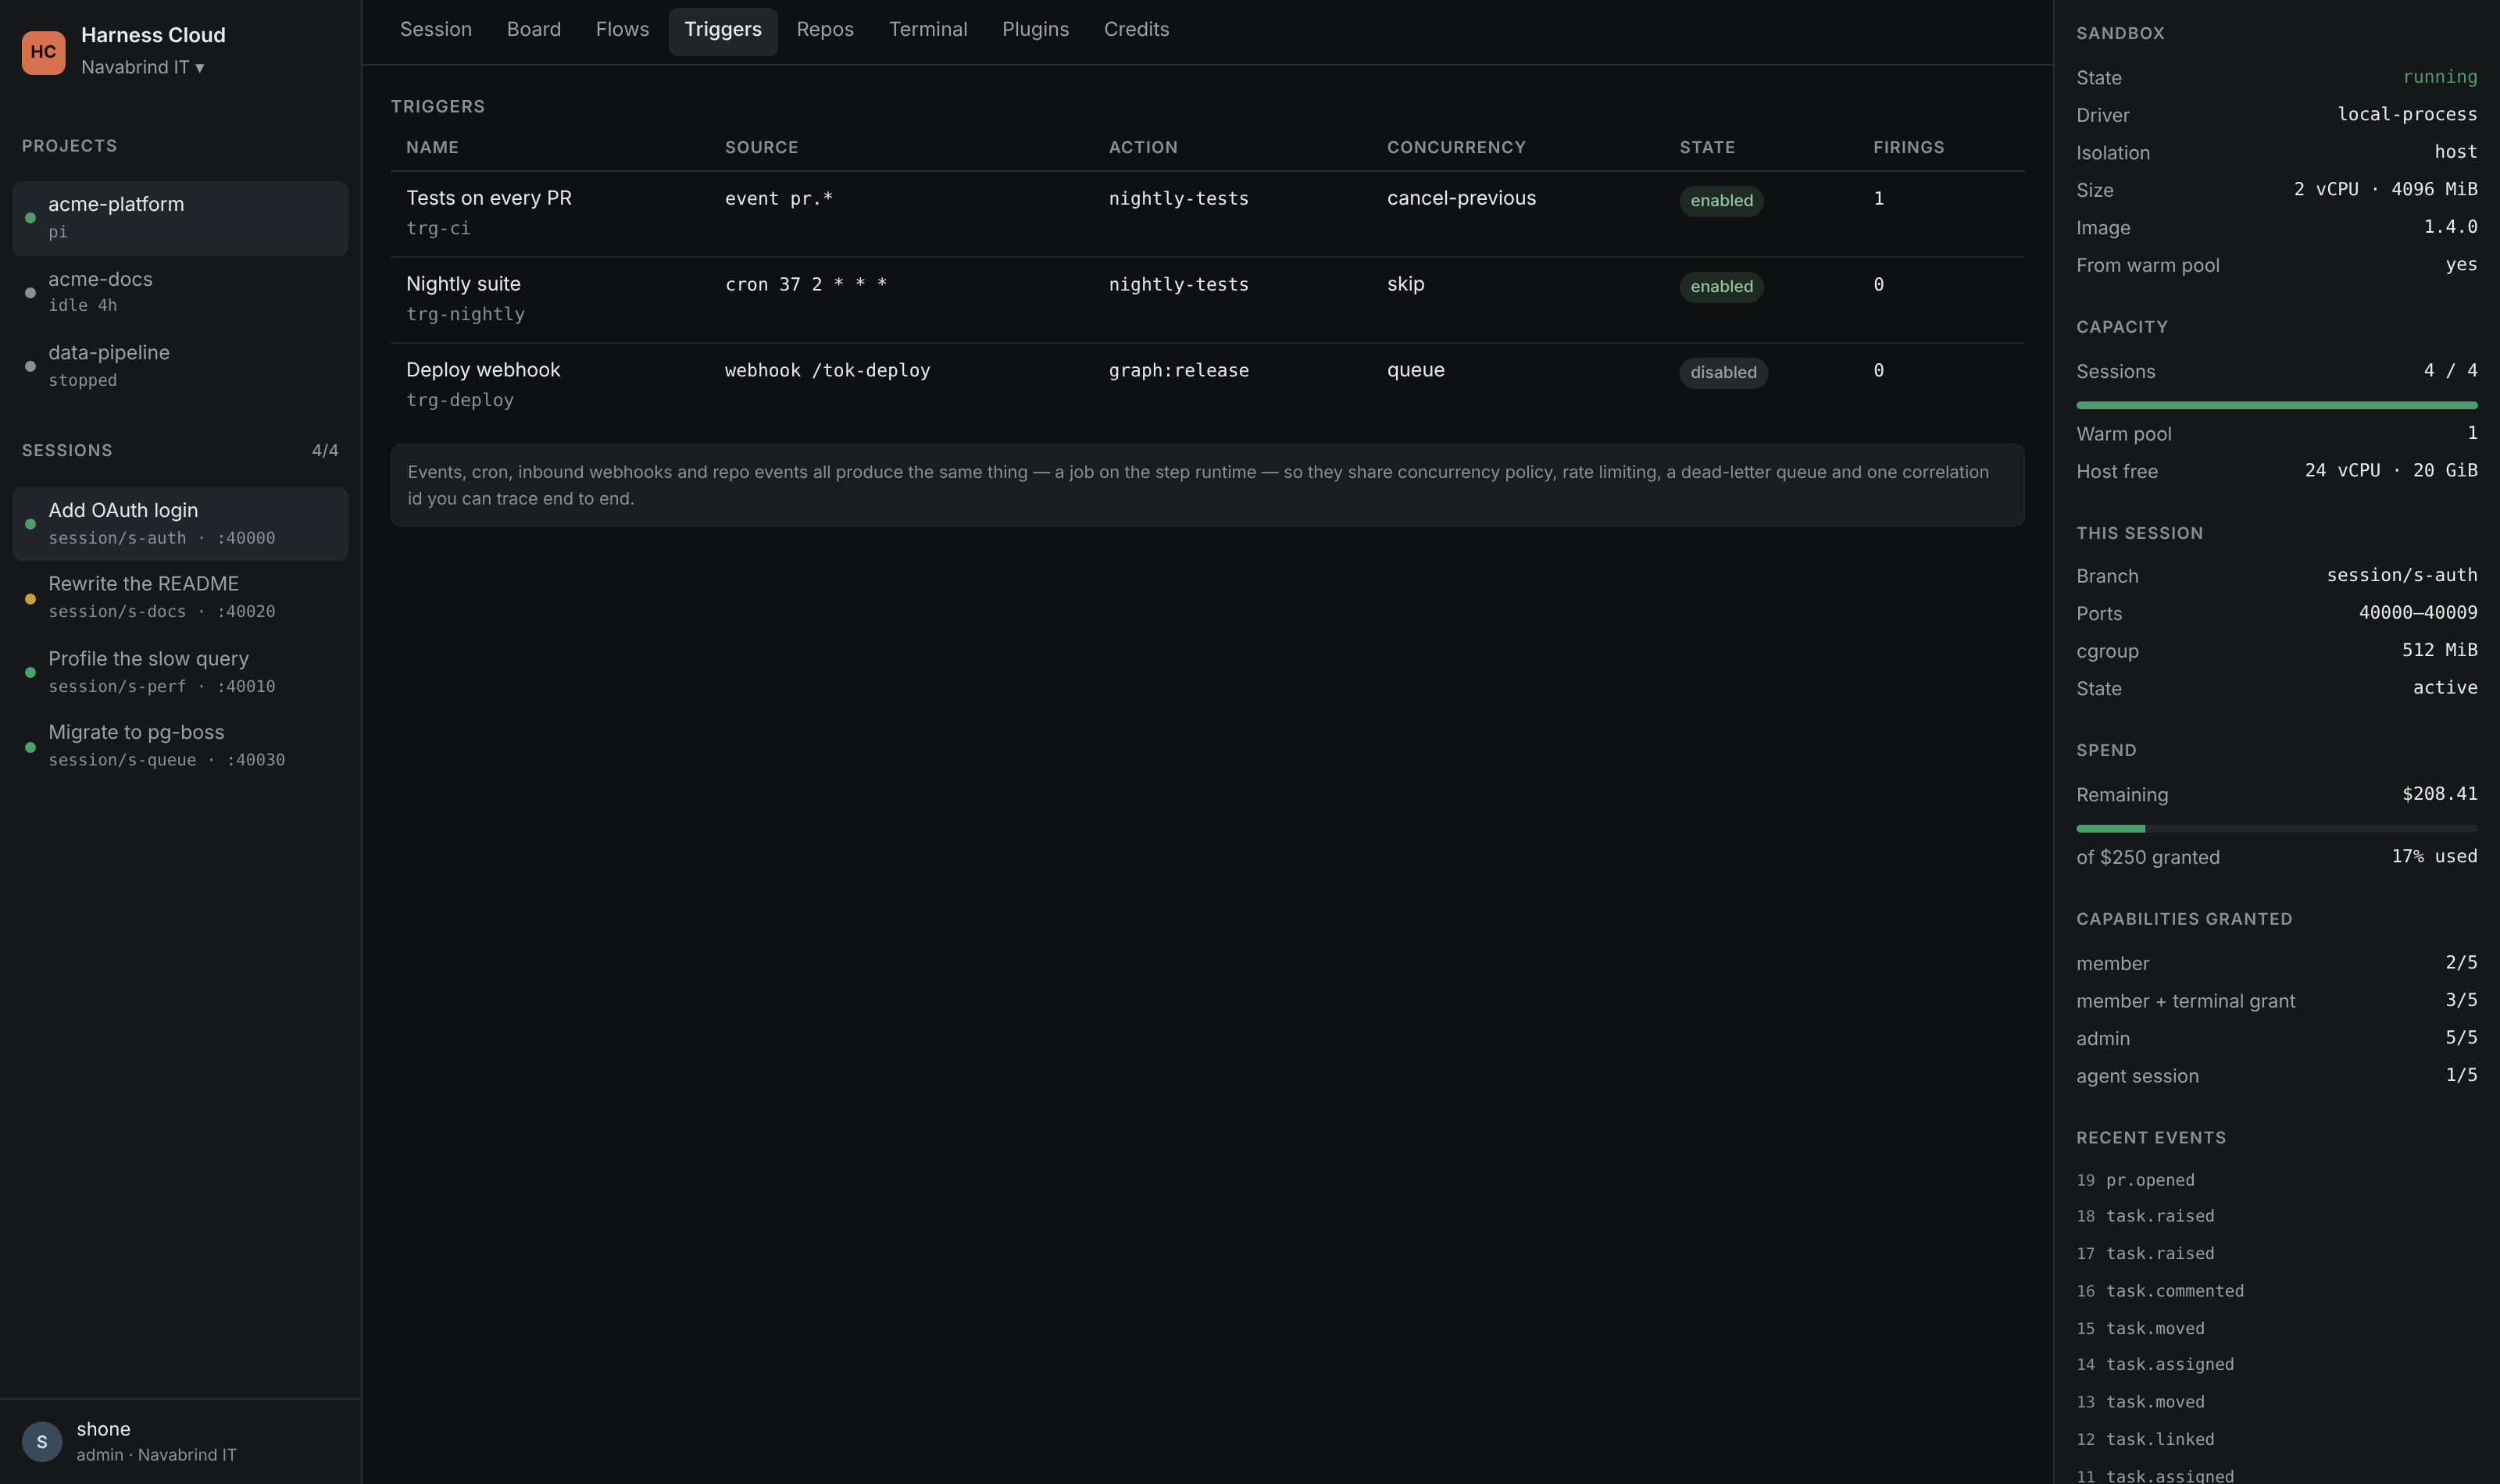 HC
Harness Cloud
Navabrind IT ▾
PROJECTS
acme-platform
pi
acme-docs
idle 4h
data-pipeline
stopped
SESSIONS 4/4
Add OAuth login
session/s-auth · :40000
Rewrite the README
session/s-docs · :40020
Profile the slow query
session/s-perf · :40010
Migrate to pg-boss
session/s-queue · :40030
S
shone
admin · Navabrind IT
Session Board Flows Triggers Repos Terminal Plugins Credits
TRIGGERS
NAME SOURCE ACTION CONCURRENCY STATE FIRINGS
Tests on every PR event pr.* nightly-tests cancel-previous enabled 1
trg-ci
Nightly suite cron 37 2 * * * nightly-tests skip enabled 0
trg-nightly
Deploy webhook webhook /tok-deploy graph:release queue disabled 0
trg-deploy
Events, cron, inbound webhooks and repo events all produce the same thing — a job on the step runtime — so they share concurrency policy, rate limiting, a dead-letter queue and one correlation
id you can trace end to end.
SANDBOX
State running
Driver local-process
Isolation host
Size 2 vCPU · 4096 MiB
Image 1.4.0
From warm pool yes
CAPACITY
Sessions 4 / 4
Warm pool 1
Host free 24 vCPU · 20 GiB
THIS SESSION
Branch session/s-auth
Ports 40000–40009
cgroup 512 MiB
State active
SPEND
Remaining $208.41
of $250 granted 17% used
CAPABILITIES GRANTED
member 2/5
member + terminal grant 3/5
admin 5/5
agent session 1/5
RECENT EVENTS
19 pr.opened
18 task.raised
17 task.raised
16 task.commented
15 task.moved
14 task.assigned
13 task.moved
12 task.linked
11 task.assigned